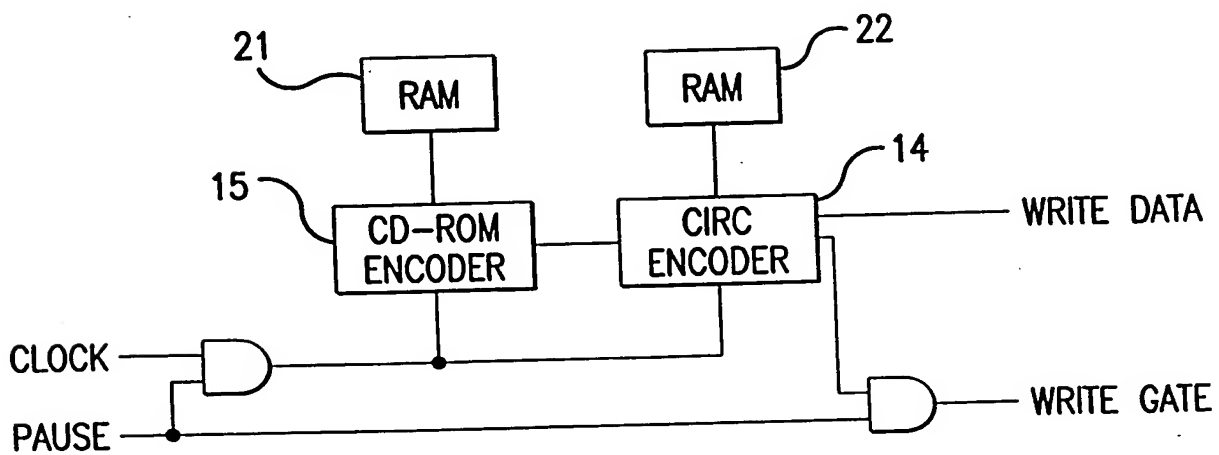 21
22
RAM
RAM
15
14
CD-ROM
ENCODER
CIRC
ENCODER
WRITE DATA
CLOCK
PAUSE
WRITE GATE